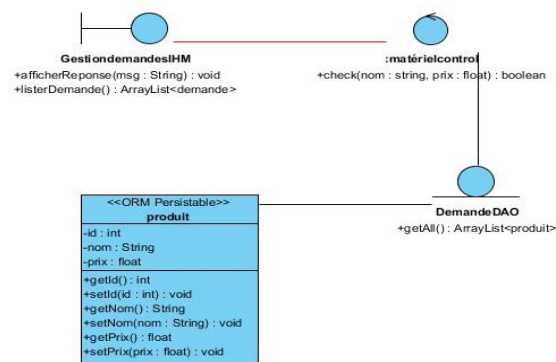 GestiondemandesIHM
+afficherReponse(msg : String) : void
+listerDemande() : ArrayList<demande>
:matérielcontrol
+check(nom : string, prix : float) : boolean
DemandeDAO
+getAll() : ArrayList<produit>
<<ORM Persistable>>
produit
-id : int
-nom : String
-prix : float
+getId() : int
+setId(id : int) : void
+getNom() : String
+setNom(nom : String) : void
+getPrix() : float
+setPrix(prix : float) : void